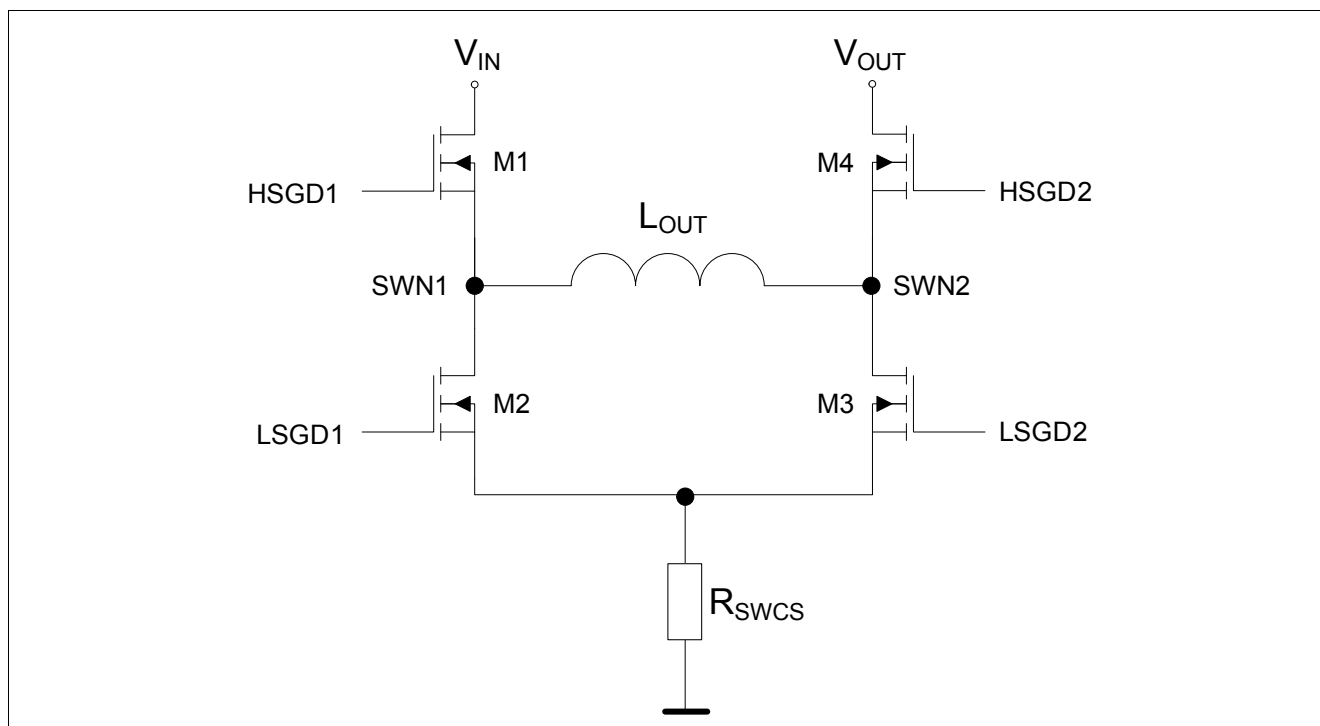 VIN
VOUT
M1
M4
HSGD1
HSGD2
LOUT
SWN1
SWN2
M2
M3
LSGD1
LSGD2
RSWCS